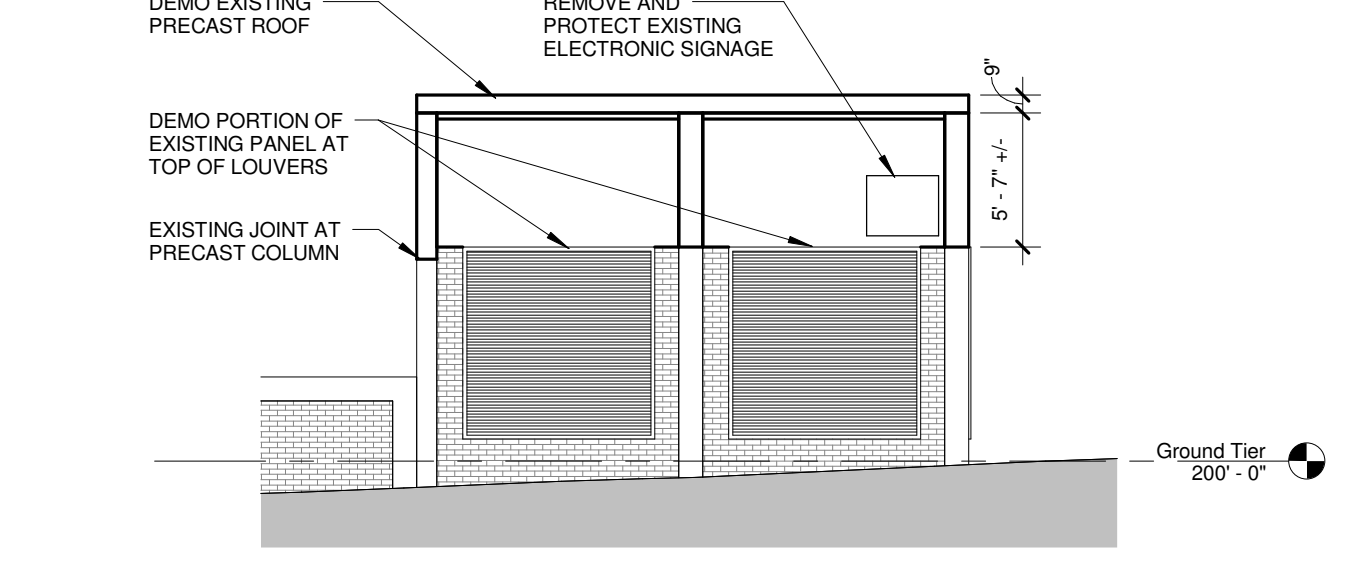 DEMO EXISTING
PRECAST ROOF
REMOVE AND
PROTECT EXISTING
ELECTRONIC SIGNAGE
9"
DEMO PORTION OF
EXISTING PANEL AT
TOP OF LOUVERS
5' - 7" +/-
EXISTING JOINT AT
PRECAST COLUMN
Ground Tier
200' - 0"